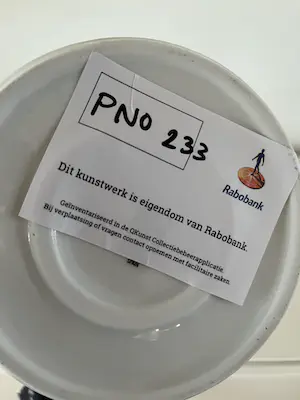 PNO 233
Rabobank
Dit kunstwerk is eigendom van Rabobank.
Geïnventariseerd in de QKunst Collectiebeheerapplicatie.
Bij verplaatsing of vragen contact opnemen met facilitaire zaken.